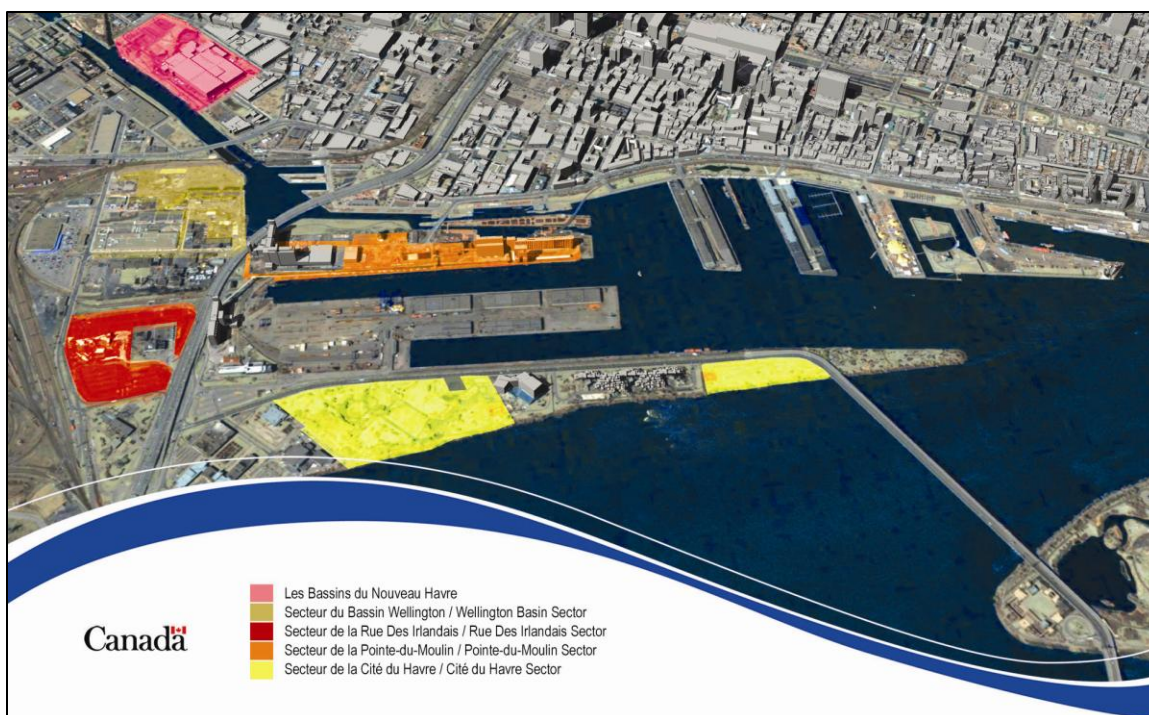 Les Bassins du Nouveau Havre
Secteur du Bassin Wellington / Wellington Basin Sector
Secteur de la Rue Des Irlandais / Rue Des Irlandais Sector
Secteur de la Pointe-du-Moulin / Pointe-du-Moulin Sector
Secteur de la Cité du Havre / Cité du Havre Sector
Canada